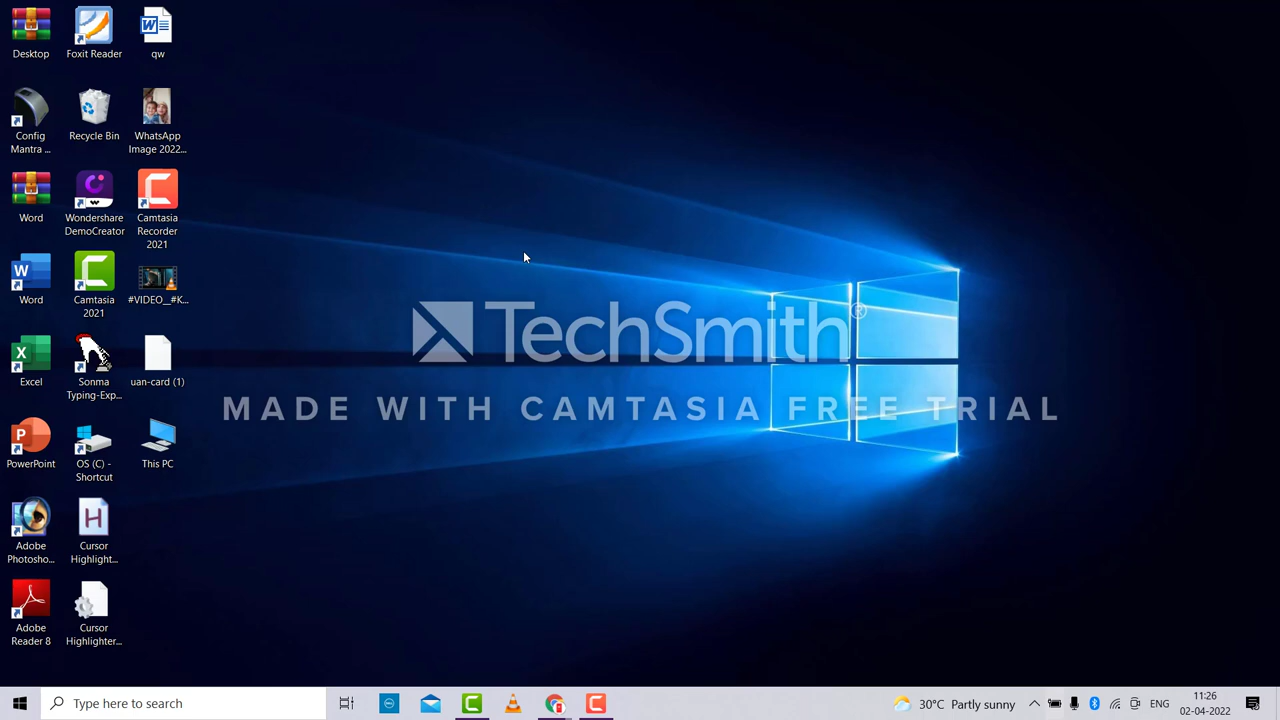 Desktop
Foxit Reader
qw
Config
Mantra ...
Recycle Bin
WhatsApp
Image 2022...
Word
Wondershare
DemoCreator
Camtasia
Recorder
2021
Word
Camtasia
2021
#VIDEO__#K...
Excel
Sonma
Typing-Exp...
uan-card (1)
PowerPoint
OS (C) -
Shortcut
This PC
Adobe
Photosho...
Cursor
Highlight...
Adobe
Reader 8
Cursor
Highlighter...
TechSmith®
MADE WITH CAMTASIA FREE TRIAL
Type here to search
30°C Partly sunny
ENG
11:26
02-04-2022